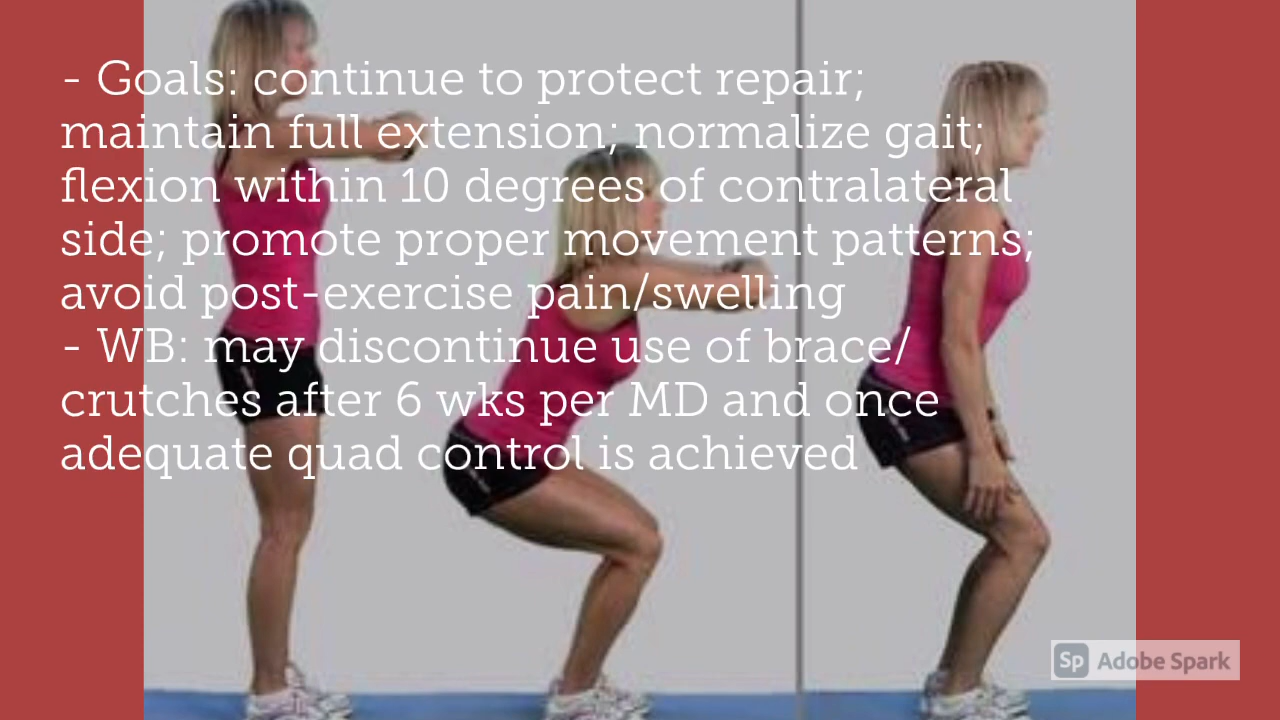 - Goals: continue to protect repair;
maintain full extension; normalize gait;
flexion within 10 degrees of contralateral
side; promote proper movement patterns;
avoid post-exercise pain/swelling
- WB: may discontinue use of brace/
crutches after 6 wks per MD and once
adequate quad control is achieved
Sp Adobe Spark